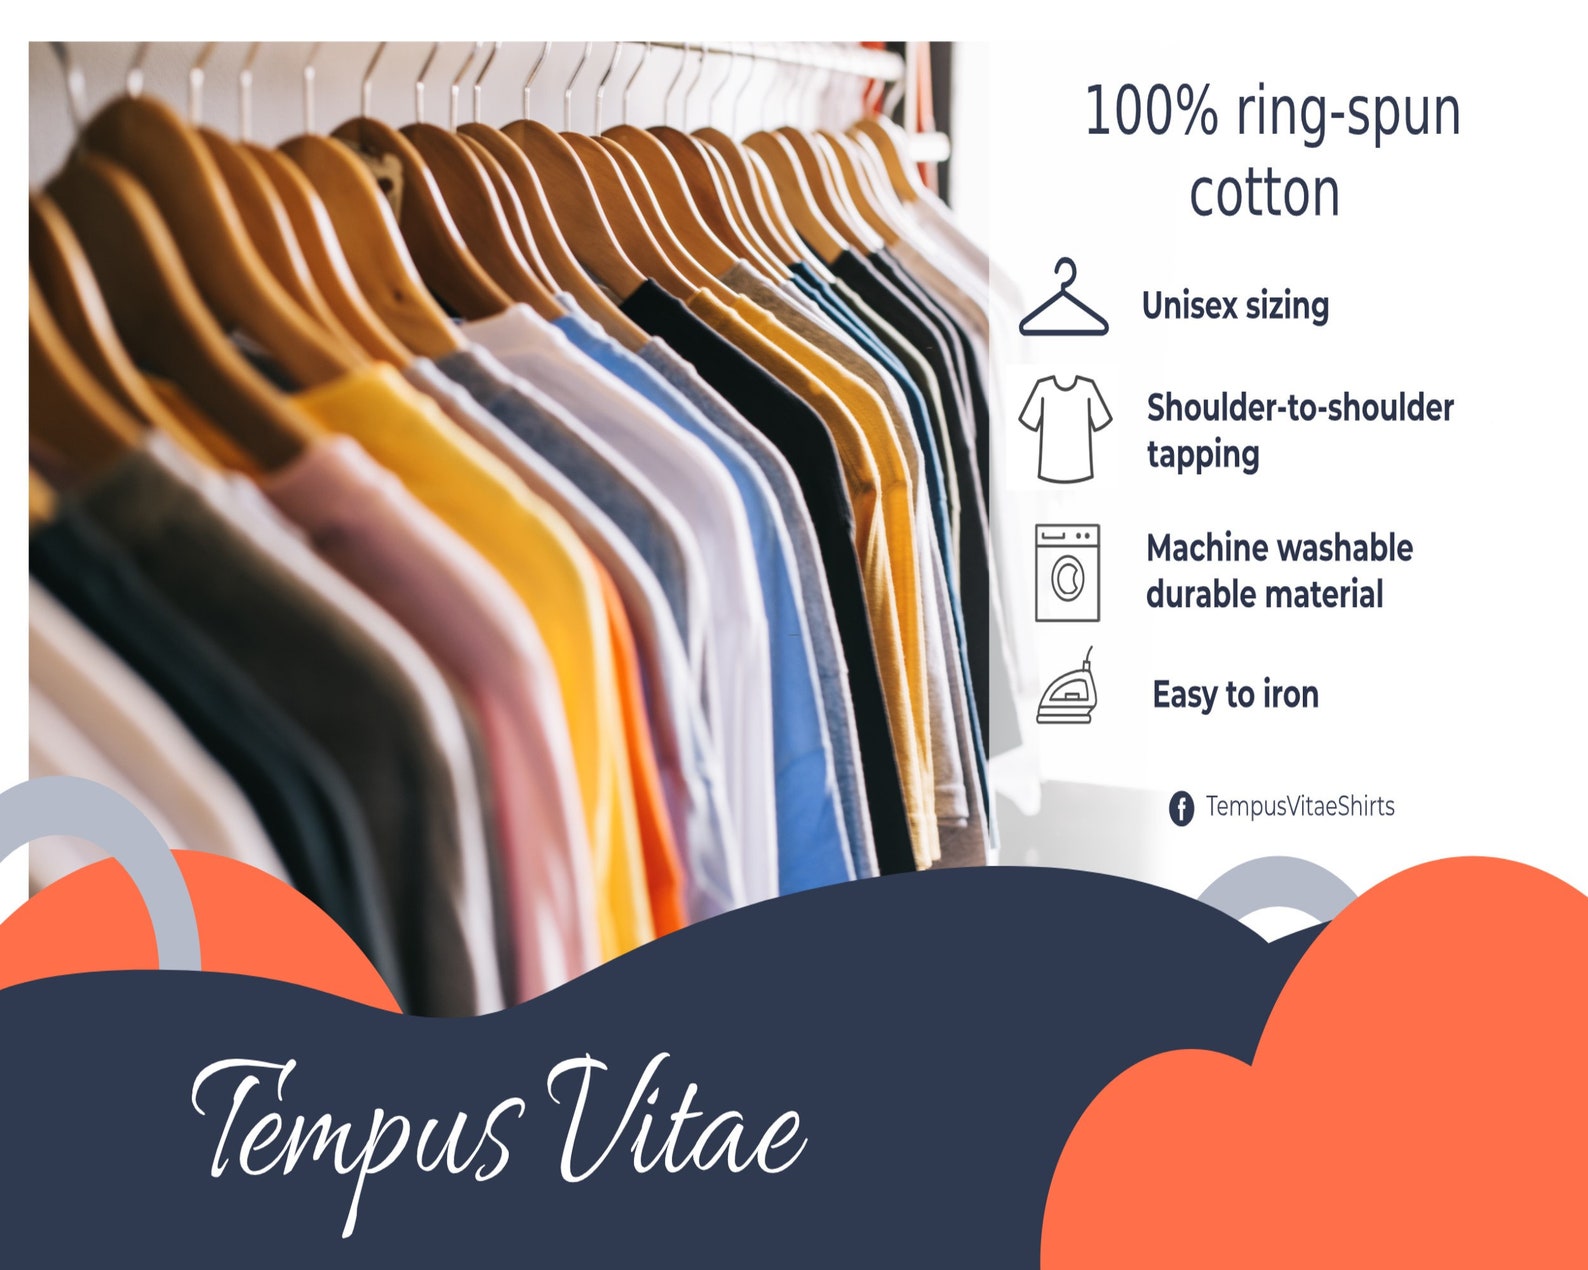 100% ring-spun
cotton
Unisex sizing
Shoulder-to-shoulder
tapping
Machine washable
durable material
Easy to iron
TempusVitaeShirts
Tempus Vitae